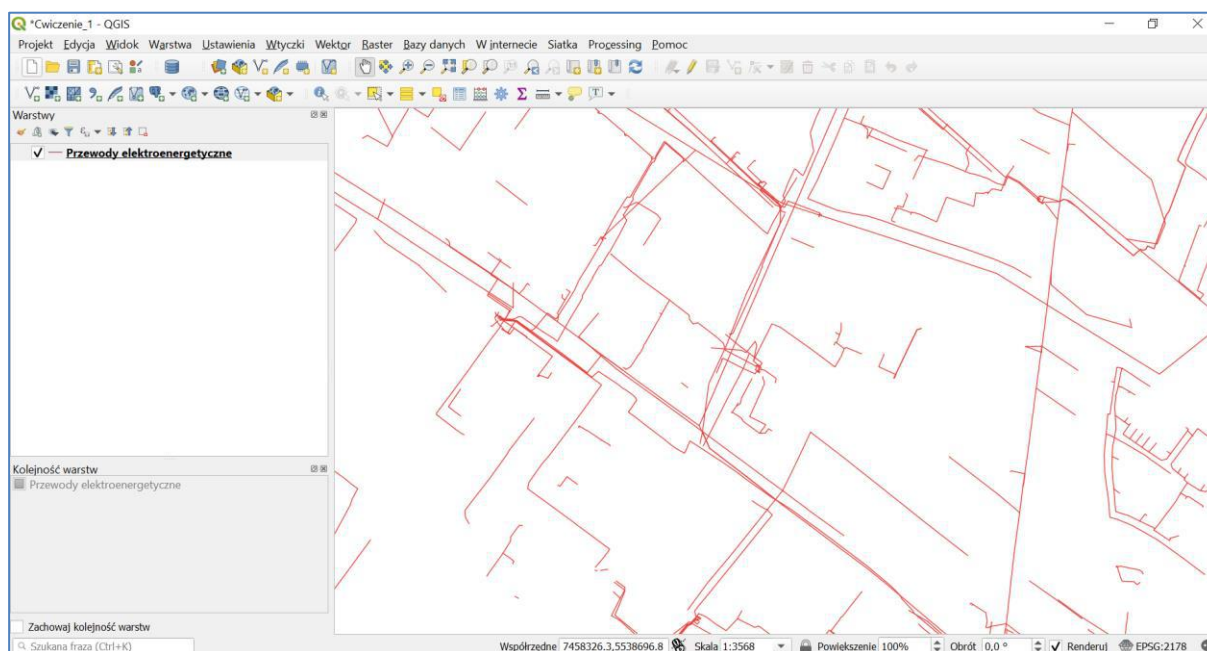 *Cwiczenie_1 - QGIS
Projekt Edycja Widok Warstwa Ustawienia Wtyczki Wektor Raster Bazy danych W internecie Siatka Processing Pomoc
Warstwy
Przewody elektroenergetyczne
Kolejność warstw
Przewody elektroenergetyczne
Zachowaj kolejność warstw
Szukana fraza (Ctrl+K) Współrzędne 7458326.3,5538696.8 Skala 1:3568 Powiększenie 100% Obrót 0,0 ° Renderuj EPSG:2178